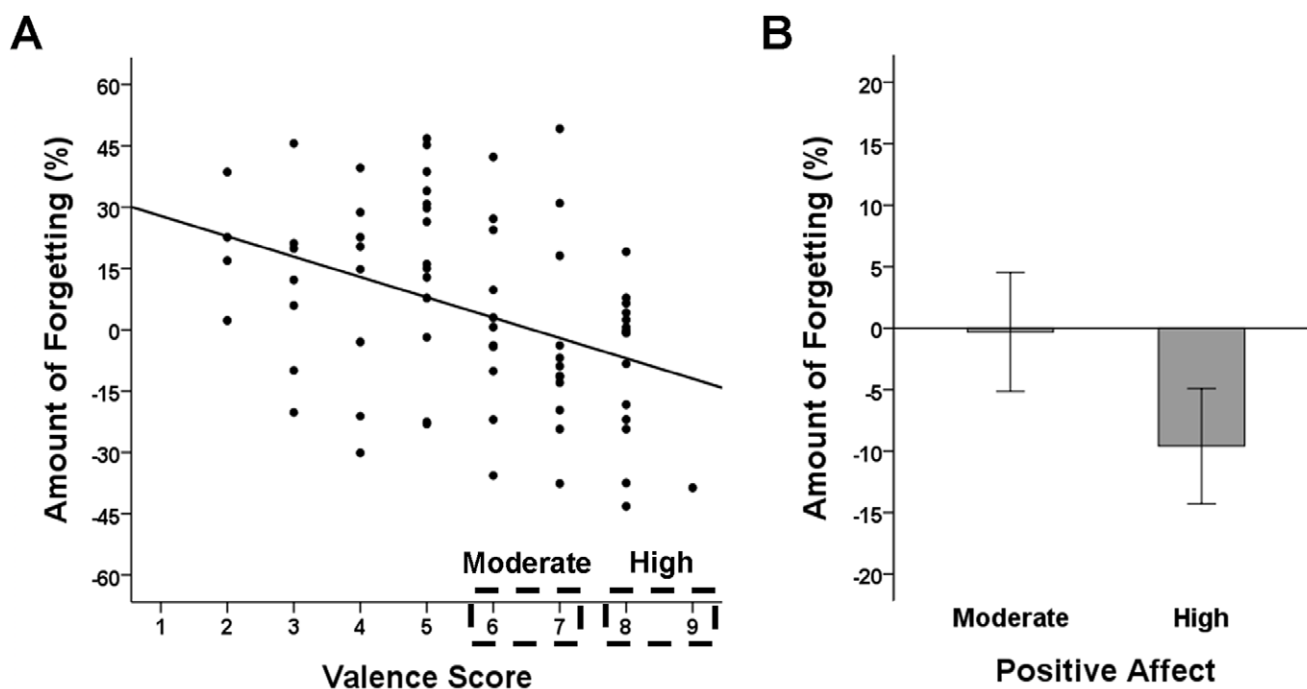 A
Amount of Forgetting (%)
60
45
30
15
0
-15
-30
-45
-60
Moderate High
1 2 3 4 5 6 7 8 9
Valence Score
B
Amount of Forgetting (%)
20
15
10
5
0
-5
-10
-15
-20
Moderate High
Positive Affect